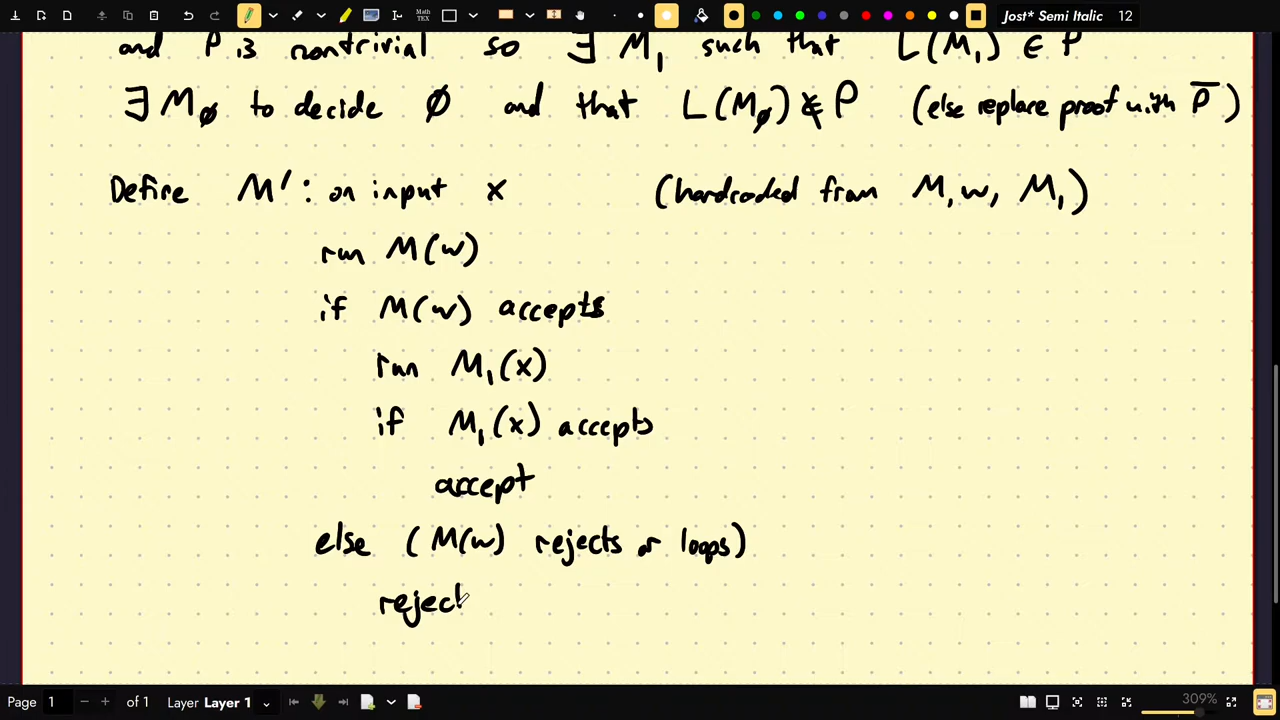 Jost* Semi Italic 12
and P is nontrivial so ∃ M₁ such that L(M₁) ∈ P
∃ M∅ to decide ∅ and that L(M∅) ∉ P (else replace proof with P̅)
Define M': on input x (hardcoded from M, w, M₁)
run M(w)
if M(w) accepts
run M₁(x)
if M₁(x) accepts
accept
else (M(w) rejects or loops)
reject
Page 1 of 1 Layer Layer 1 309%